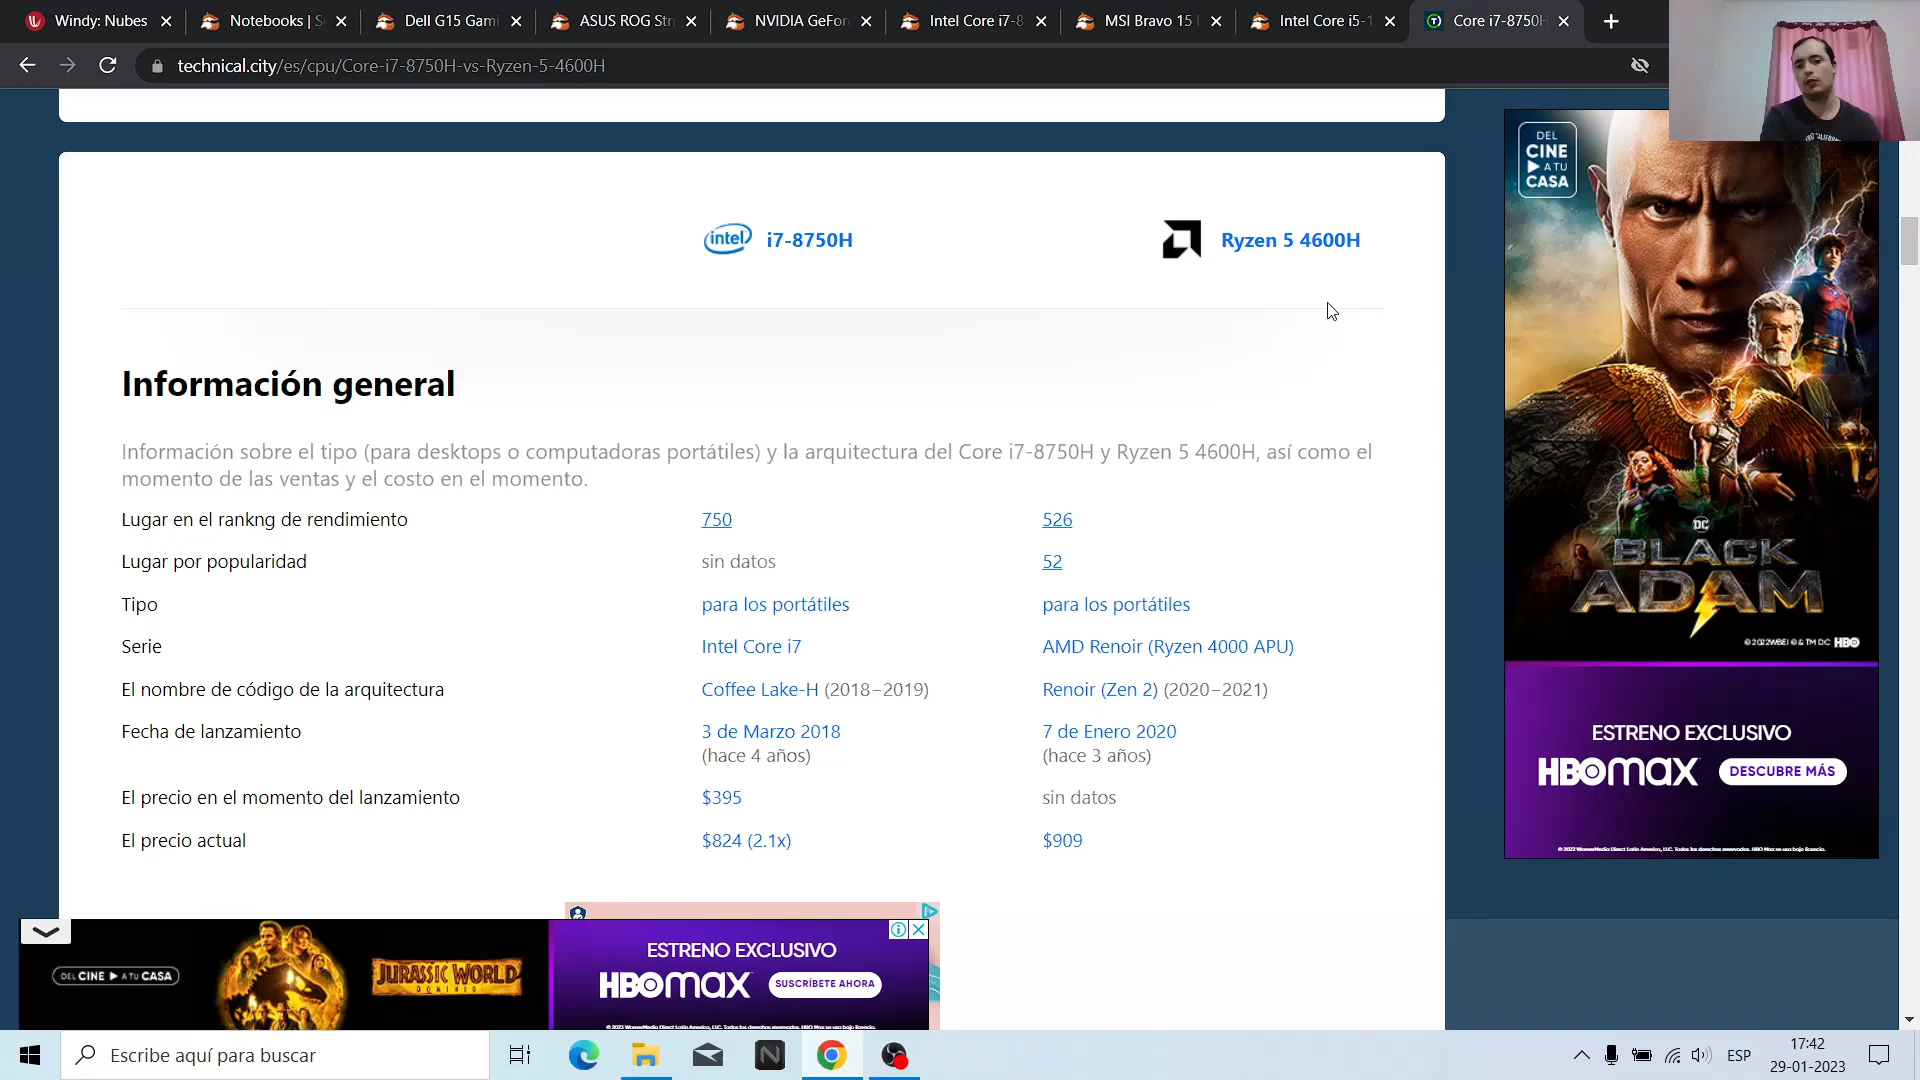 Windy: Nubes
Notebooks | S
Dell G15 Gami
ASUS ROG Stri
NVIDIA GeFor
Intel Core i7-8
MSI Bravo 15
Intel Core i5-1
Core i7-8750H
technical.city/es/cpu/Core-i7-8750H-vs-Ryzen-5-4600H
intel i7-8750H
Ryzen 5 4600H
Información general
Información sobre el tipo (para desktops o computadoras portátiles) y la arquitectura del Core i7-8750H y Ryzen 5 4600H, así como el
momento de las ventas y el costo en el momento.
Lugar en el rankng de rendimiento 750 526
Lugar por popularidad sin datos 52
Tipo para los portátiles para los portátiles
Serie Intel Core i7 AMD Renoir (Ryzen 4000 APU)
El nombre de código de la arquitectura Coffee Lake-H (2018−2019) Renoir (Zen 2) (2020−2021)
Fecha de lanzamiento 3 de Marzo 2018 7 de Enero 2020
(hace 4 años) (hace 3 años)
El precio en el momento del lanzamiento $395 sin datos
El precio actual $824 (2.1x) $909
DEL
CINE
A TU
CASA
DC
BLACK
ADAM
HBO
ESTRENO EXCLUSIVO
HBOMAX DESCUBRE MÁS
DEL CINE A TU CASA
JURASSIC WORLD
DOMINIO
ESTRENO EXCLUSIVO
HBOMAX SUSCRÍBETE AHORA
Escribe aquí para buscar
ESP
17:42
29-01-2023